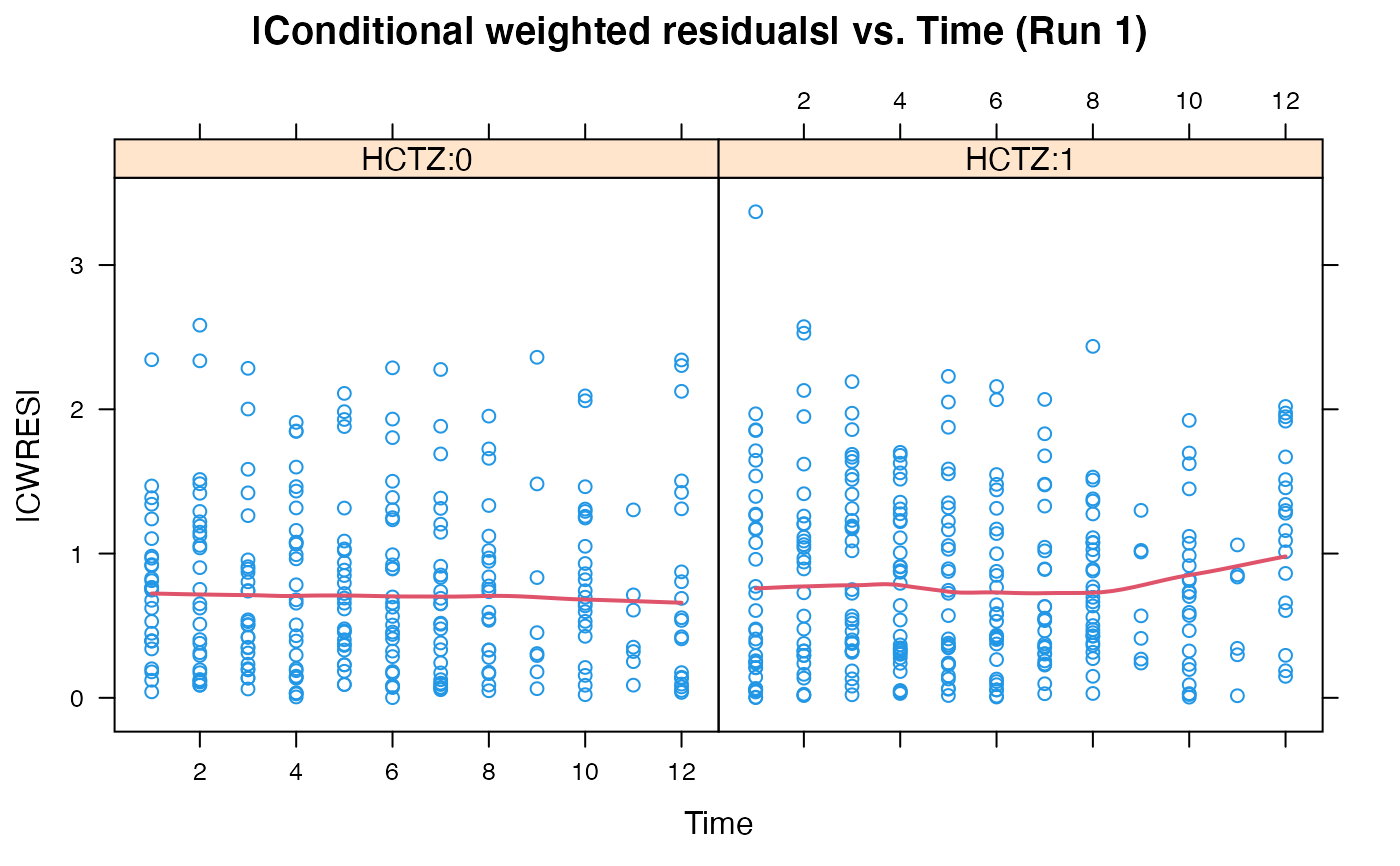 |Conditional weighted residuals| vs. Time (Run 1)
2 4 6 8 10 12
HCTZ:0 HCTZ:1
3
2
1
0
|CWRES|
2 4 6 8 10 12
Time